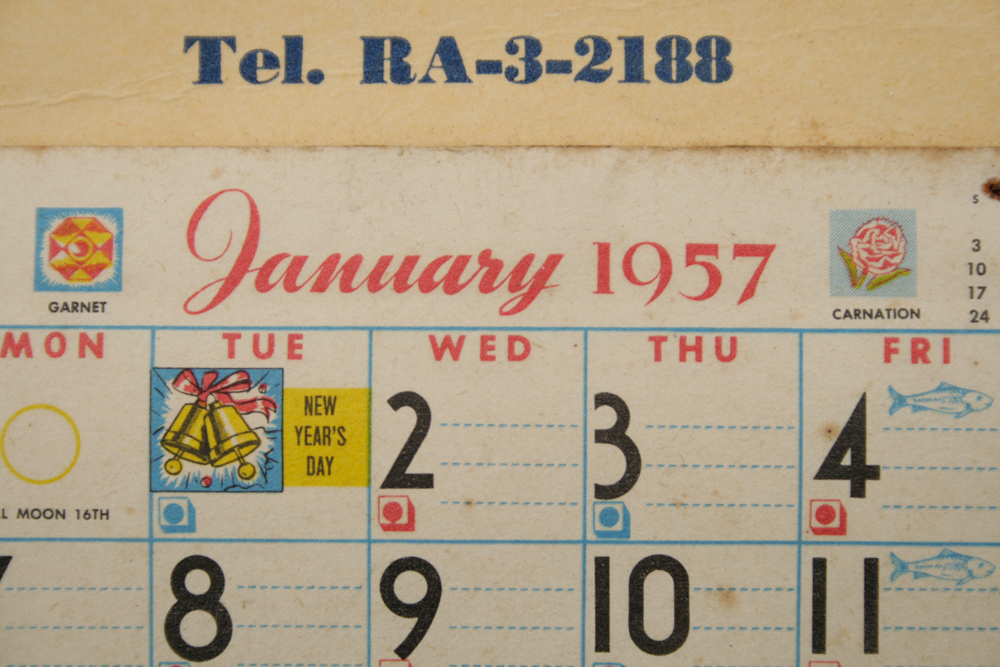 Tel. RA-3-2188
January 1957
GARNET
CARNATION
S
3
10
17
24
MON TUE WED THU FRI
NEW
YEAR'S
DAY
2 3 4
L MOON 16TH
7 8 9 10 11